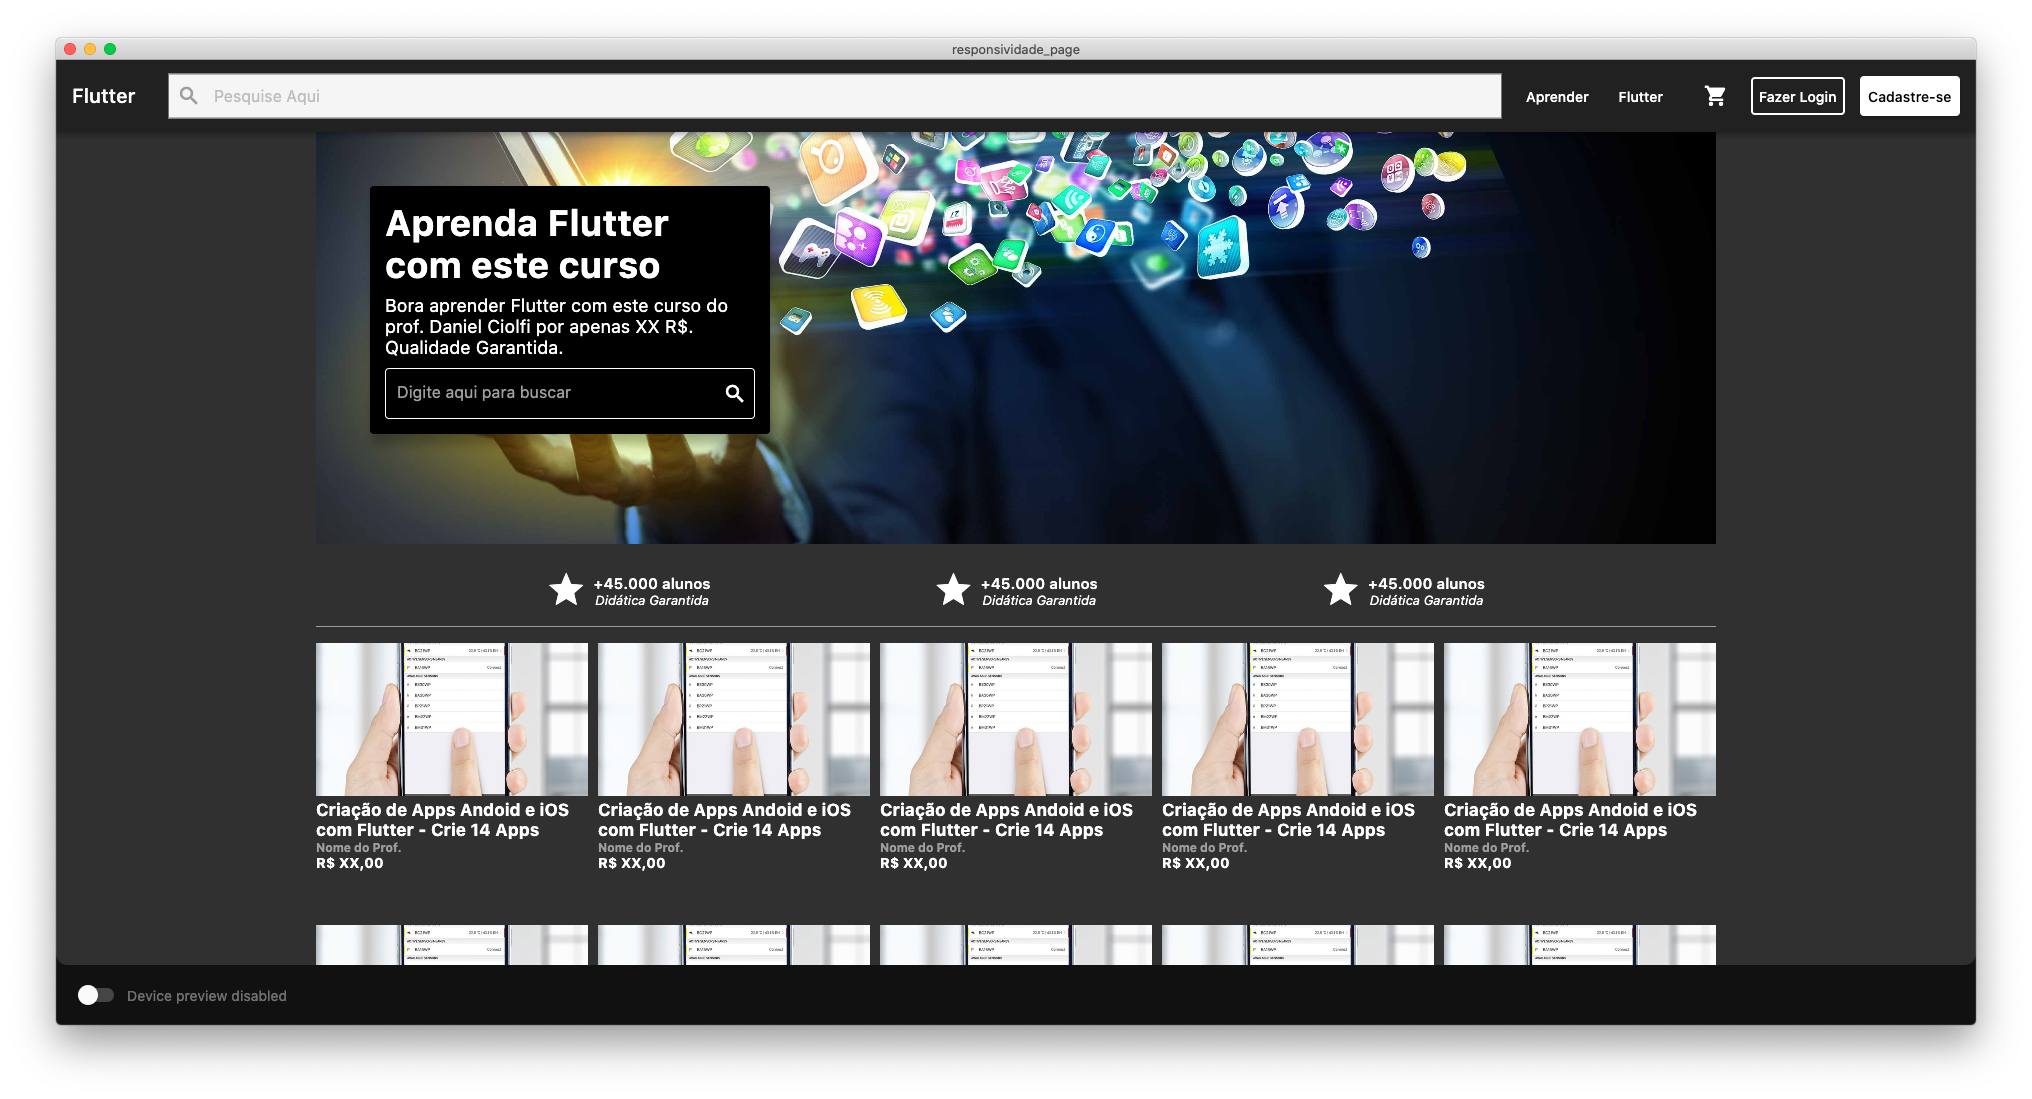 responsividade_page
Flutter
Pesquise Aqui
Aprender
Flutter
Fazer Login
Cadastre-se
Aprenda Flutter
com este curso
Bora aprender Flutter com este curso do
prof. Daniel Ciolfi por apenas XX R$.
Qualidade Garantida.
Digite aqui para buscar
+45.000 alunos
Didática Garantida
+45.000 alunos
Didática Garantida
+45.000 alunos
Didática Garantida
Criação de Apps Andoid e iOS
com Flutter - Crie 14 Apps
Nome do Prof.
R$ XX,00
Criação de Apps Andoid e iOS
com Flutter - Crie 14 Apps
Nome do Prof.
R$ XX,00
Criação de Apps Andoid e iOS
com Flutter - Crie 14 Apps
Nome do Prof.
R$ XX,00
Criação de Apps Andoid e iOS
com Flutter - Crie 14 Apps
Nome do Prof.
R$ XX,00
Criação de Apps Andoid e iOS
com Flutter - Crie 14 Apps
Nome do Prof.
R$ XX,00
Device preview disabled